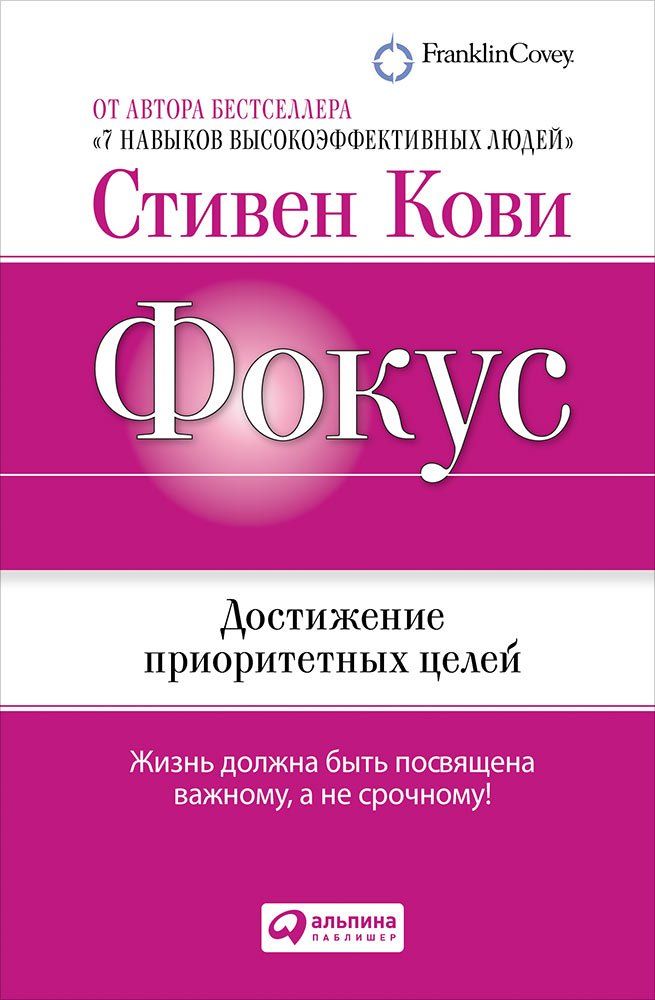 FranklinCovey.
ОТ АВТОРА БЕСТСЕЛЛЕРА
«7 НАВЫКОВ ВЫСОКОЭФФЕКТИВНЫХ ЛЮДЕЙ»
Стивен Кови
Фокус
Достижение
приоритетных целей
Жизнь должна быть посвящена
важному, а не срочному!
альпина
ПАБЛИШЕР